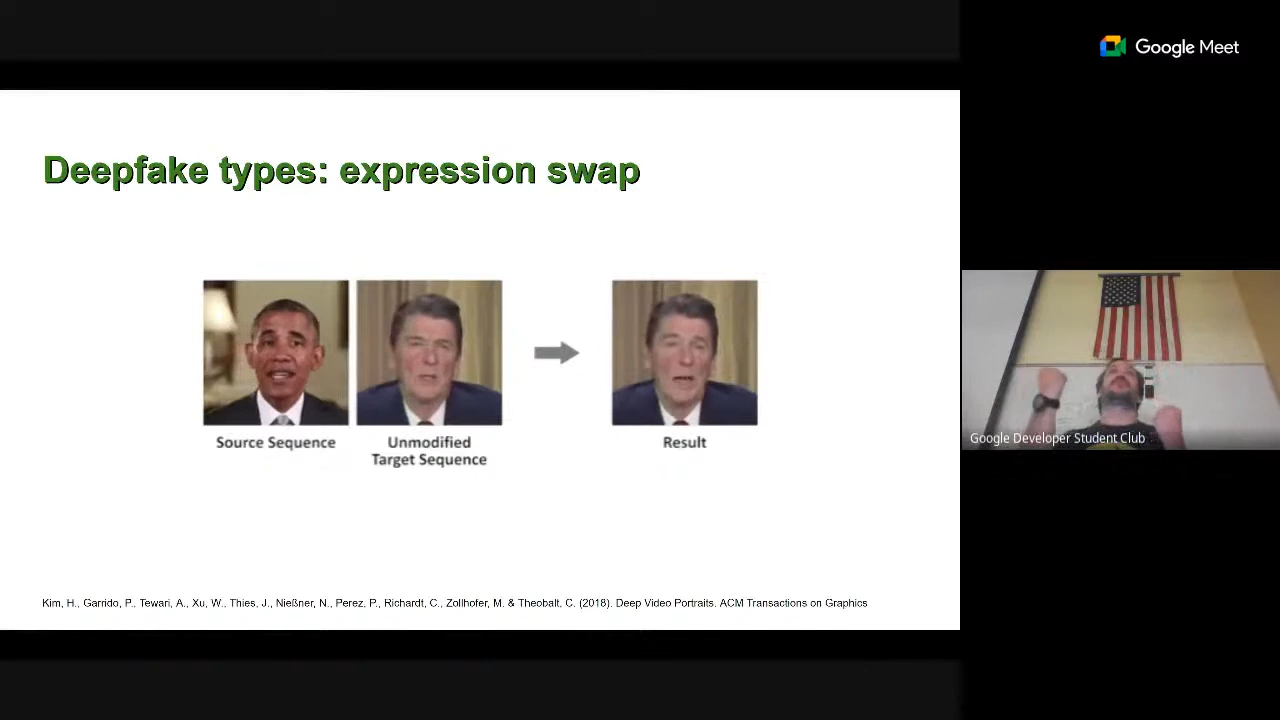 Google Meet
Deepfake types: expression swap
Source Sequence
Unmodified
Target Sequence
Result
Google Developer Student Club
Kim, H., Garrido, P., Tewari, A., Xu, W., Thies, J., Nießner, N., Perez, P., Richardt, C., Zollhofer, M. & Theobalt, C. (2018). Deep Video Portraits. ACM Transactions on Graphics